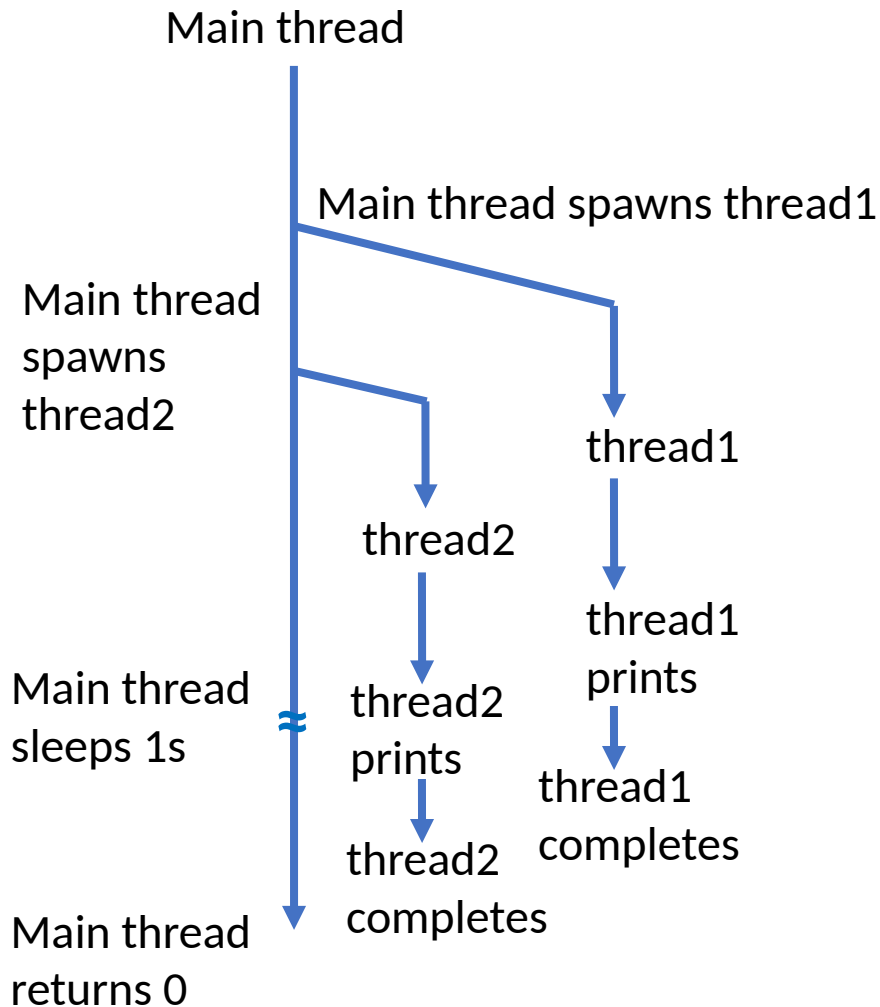 Main thread
Main thread spawns thread1
Main thread
spawns
thread2
thread1
thread2
thread1
prints
Main thread
sleeps 1s
≈
thread2
prints
thread1
completes
thread2
completes
Main thread
returns 0